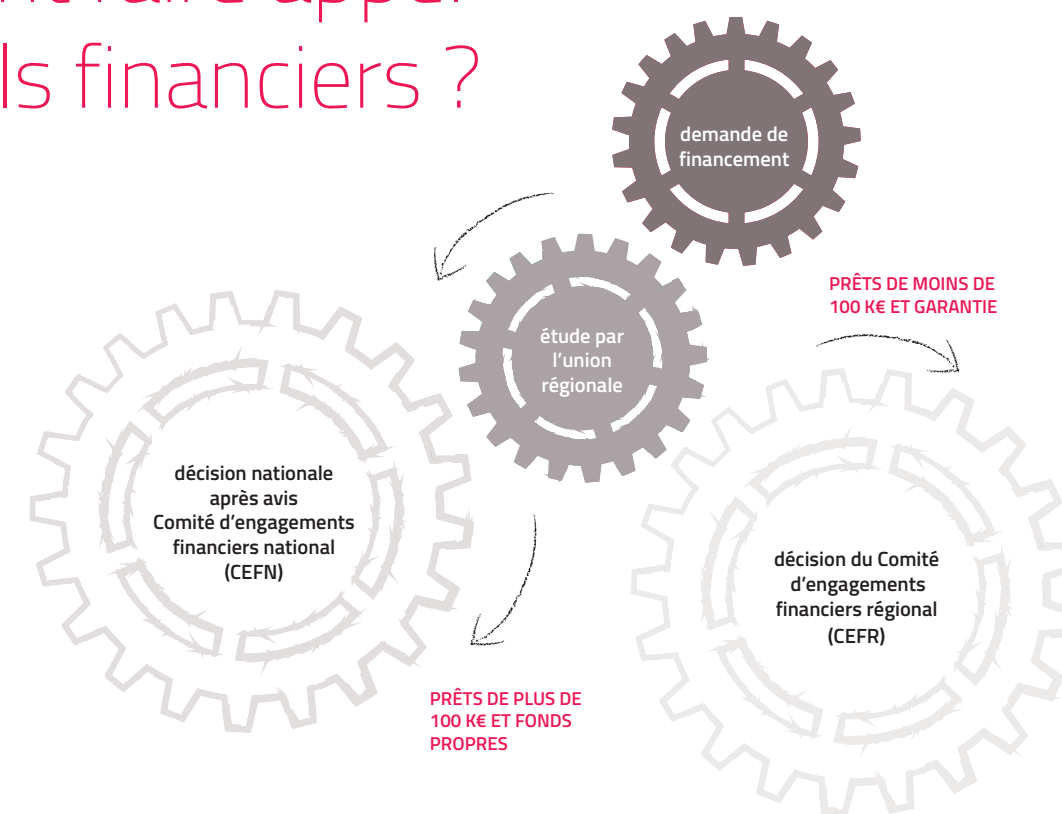 faire appel
financiers ?
demande de
financement
PRÊTS DE MOINS DE
100 K€ ET GARANTIE
étude par
l’union
régionale
décision nationale
après avis
Comité d’engagements
financiers national
(CEFN)
décision du Comité
d’engagements
financiers régional
(CEFR)
PRÊTS DE PLUS DE
100 K€ ET FONDS
PROPRES